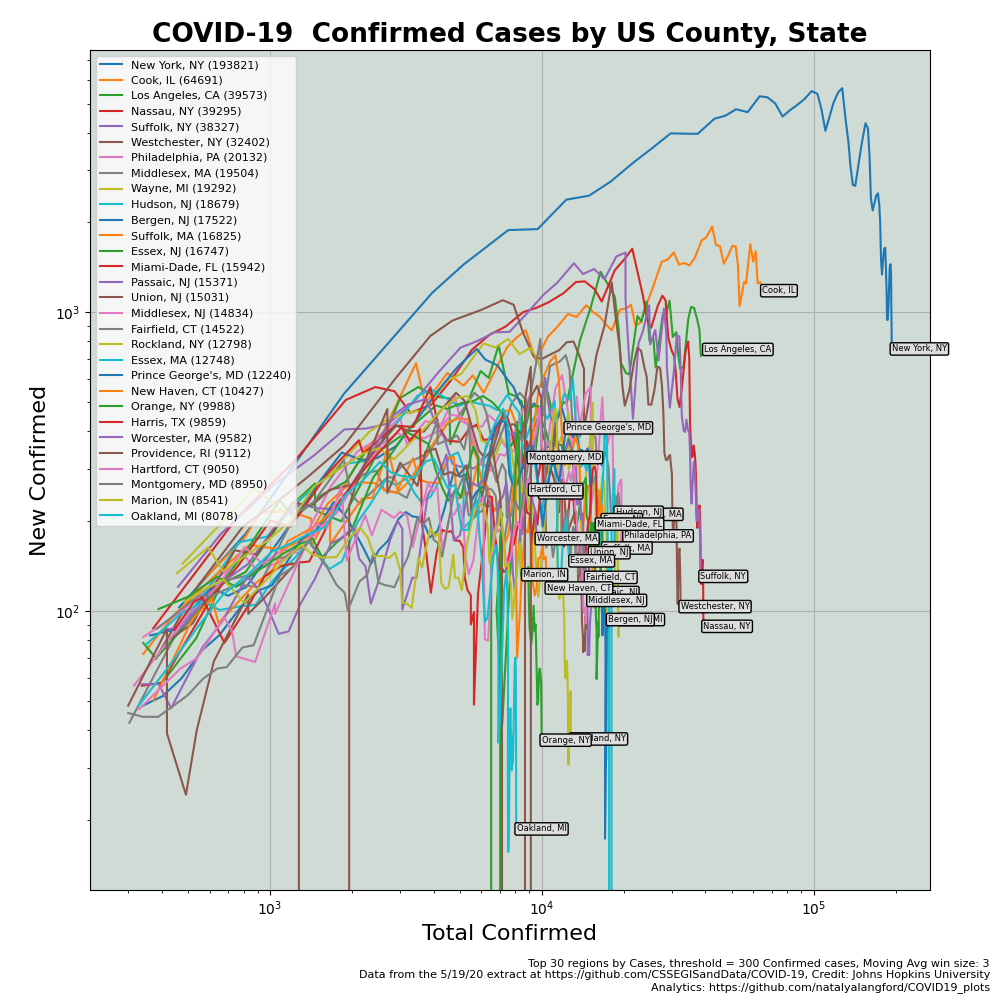 COVID-19  Confirmed Cases by US County, State
New York, NY (193821)
Cook, IL (64691)
Los Angeles, CA (39573)
Nassau, NY (39295)
Suffolk, NY (38327)
Westchester, NY (32402)
Philadelphia, PA (20132)
Middlesex, MA (19504)
Wayne, MI (19292)
Hudson, NJ (18679)
Bergen, NJ (17522)
Suffolk, MA (16825)
Essex, NJ (16747)
Miami-Dade, FL (15942)
Passaic, NJ (15371)
Union, NJ (15031)
Middlesex, NJ (14834)
Fairfield, CT (14522)
Rockland, NY (12798)
Essex, MA (12748)
Prince George's, MD (12240)
New Haven, CT (10427)
Orange, NY (9988)
Harris, TX (9859)
Worcester, MA (9582)
Providence, RI (9112)
Hartford, CT (9050)
Montgomery, MD (8950)
Marion, IN (8541)
Oakland, MI (8078)
Cook, IL
Los Angeles, CA
New York, NY
Prince George's, MD
Montgomery, MD
Hartford, CT
Hudson, NJ
MA
Miami-Dade, FL
Philadelphia, PA
Worcester, MA
MA
Union, NJ
Essex, MA
Marion, IN
Fairfield, CT
Suffolk, NY
New Haven, CT
NJ
Middlesex, NJ
Westchester, NY
Bergen, NJ
MI
Nassau, NY
Orange, NY
land, NY
Oakland, MI
10³
10²
New Confirmed
10³
10⁴
10⁵
Total Confirmed
Top 30 regions by Cases, threshold = 300 Confirmed cases, Moving Avg win size: 3
Data from the 5/19/20 extract at https://github.com/CSSEGISandData/COVID-19, Credit: Johns Hopkins University
Analytics: https://github.com/natalyalangford/COVID19_plots